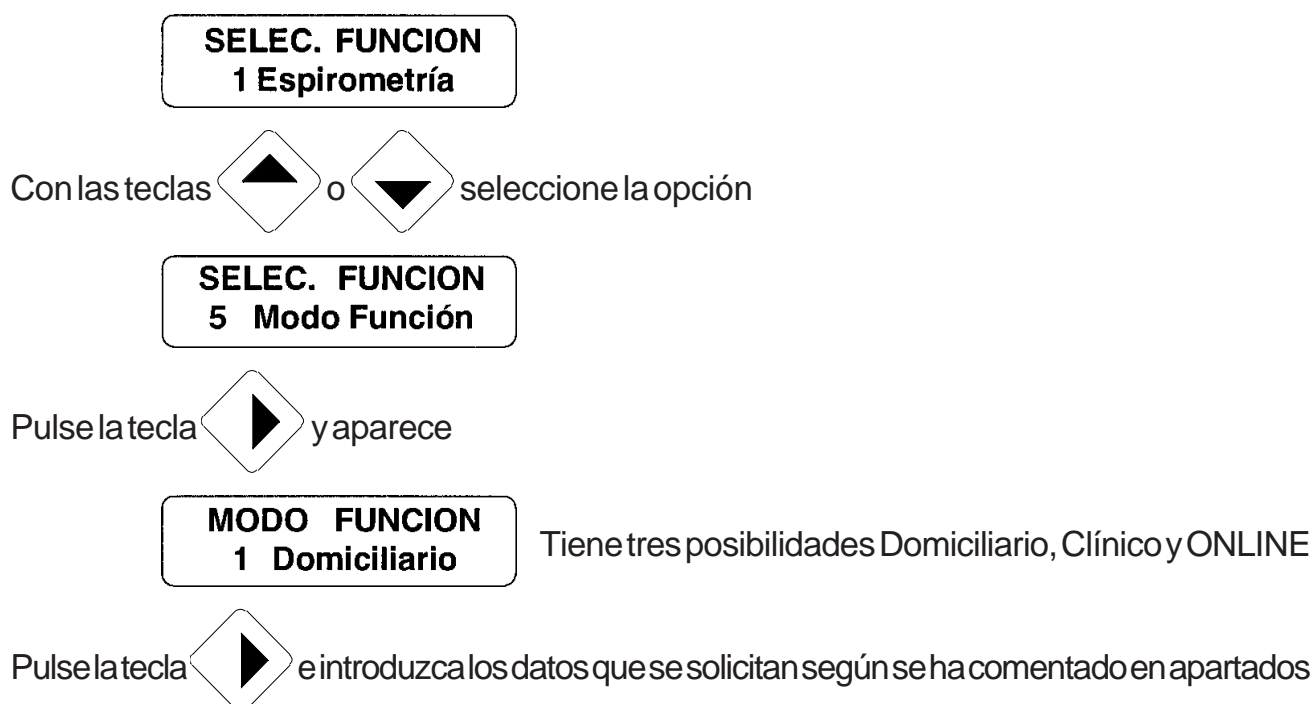 SELEC. FUNCION
1 Espirometría
Con las teclas o seleccione la opción
SELEC. FUNCION
5 Modo Función
Pulse la tecla y aparece
MODO FUNCION
1 Domiciliario
Tiene tres posibilidades Domiciliario, Clínico y ONLINE
Pulse la tecla e introduzca los datos que se solicitan según se ha comentado en apartados